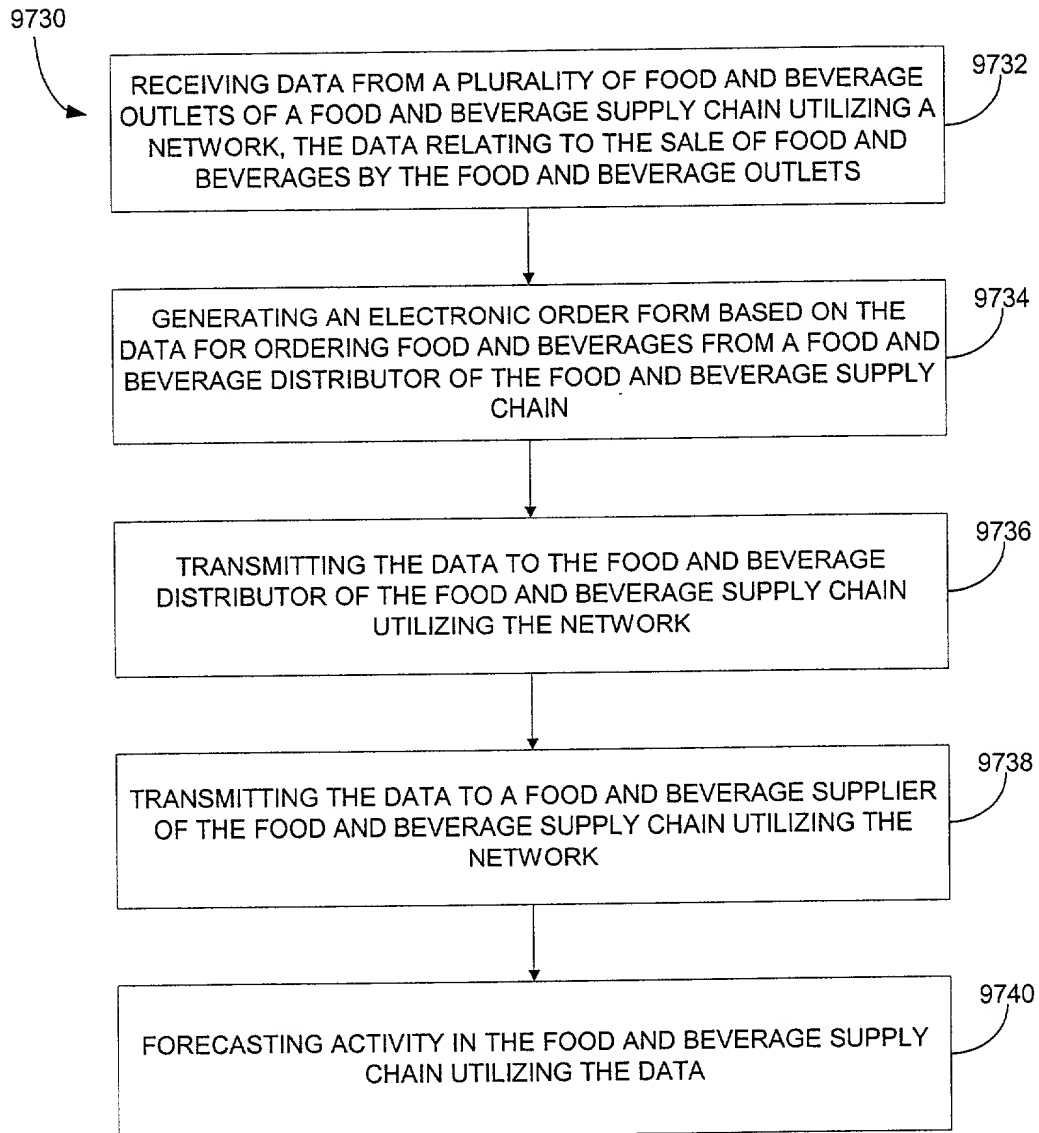 9730
RECEIVING DATA FROM A PLURALITY OF FOOD AND BEVERAGE
OUTLETS OF A FOOD AND BEVERAGE SUPPLY CHAIN UTILIZING A
NETWORK, THE DATA RELATING TO THE SALE OF FOOD AND
BEVERAGES BY THE FOOD AND BEVERAGE OUTLETS
9732
GENERATING AN ELECTRONIC ORDER FORM BASED ON THE
DATA FOR ORDERING FOOD AND BEVERAGES FROM A FOOD AND
BEVERAGE DISTRIBUTOR OF THE FOOD AND BEVERAGE SUPPLY
CHAIN
9734
TRANSMITTING THE DATA TO THE FOOD AND BEVERAGE
DISTRIBUTOR OF THE FOOD AND BEVERAGE SUPPLY CHAIN
UTILIZING THE NETWORK
9736
TRANSMITTING THE DATA TO A FOOD AND BEVERAGE SUPPLIER
OF THE FOOD AND BEVERAGE SUPPLY CHAIN UTILIZING THE
NETWORK
9738
FORECASTING ACTIVITY IN THE FOOD AND BEVERAGE SUPPLY
CHAIN UTILIZING THE DATA
9740